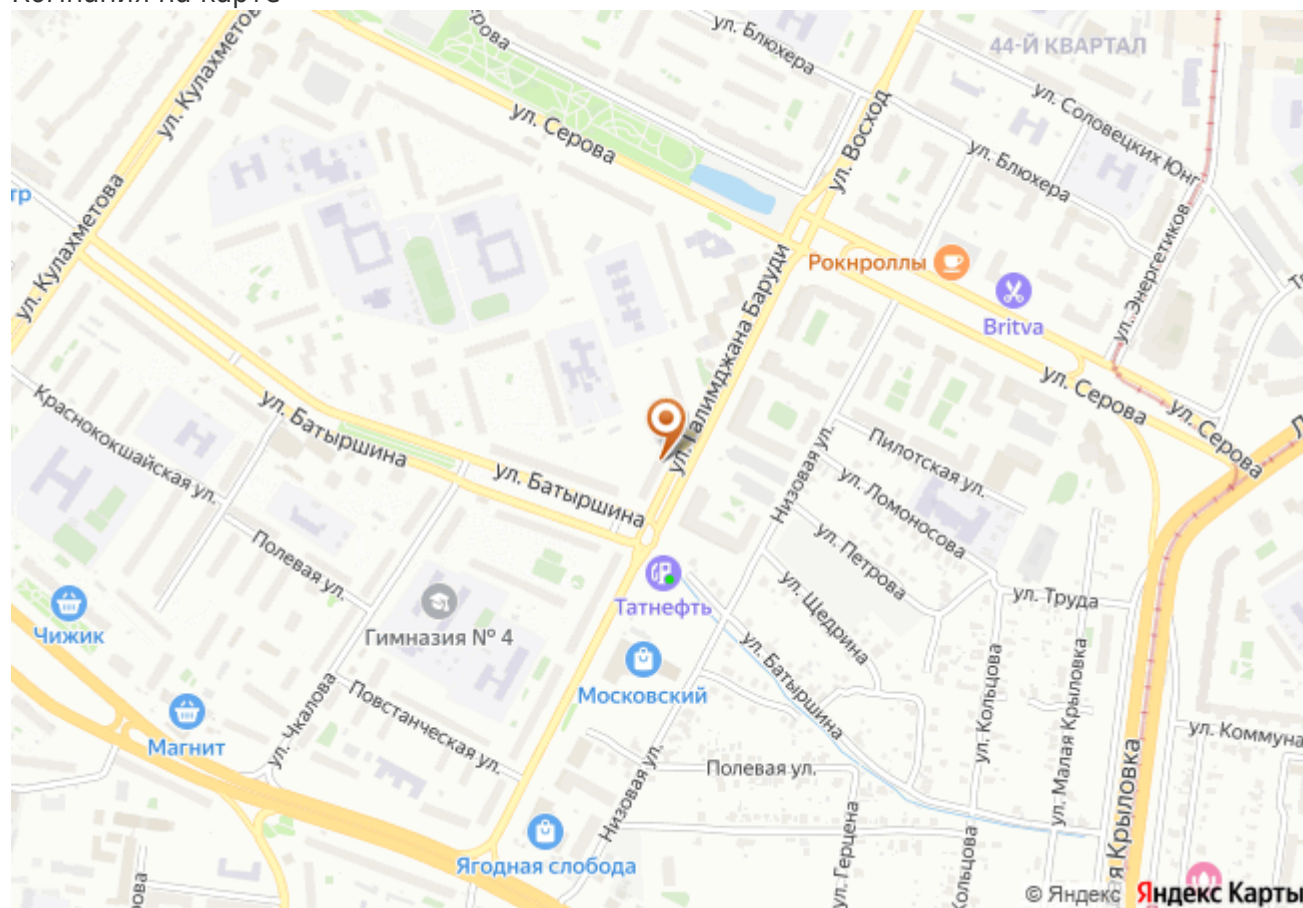 Компания на карте
ул. Блюхера
44-Й КВАРТАЛ
ул. Кулахметова
ул. Серова
ул. Восход
ул. Соловецких Юнг
ул. Блюхера
ул. Кулахметова
ул. Энергетиков
Рокнроллы
Britva
ул. Галимджана Баруди
ул. Серова
ул. Серова
Краснококшайская ул.
ул. Батыршина
ул. Батыршина
Низовая ул.
Пилотская ул.
ул. Ломоносова
ул. Петрова
Полевая ул.
ул. Щедрина
ул. Труда
Татнефть
Чижик
Гимназия № 4
Московский
ул. Батыршина
ул. Кольцова
ул. Малая Крыловка
Магнит
ул. Чкалова
Повстанческая ул.
Полевая ул.
ул. Коммуна
Низовая ул.
ул. Герцена
Кольцова
я Крыловка
Ягодная слобода
© Яндекс Яндекс Карты